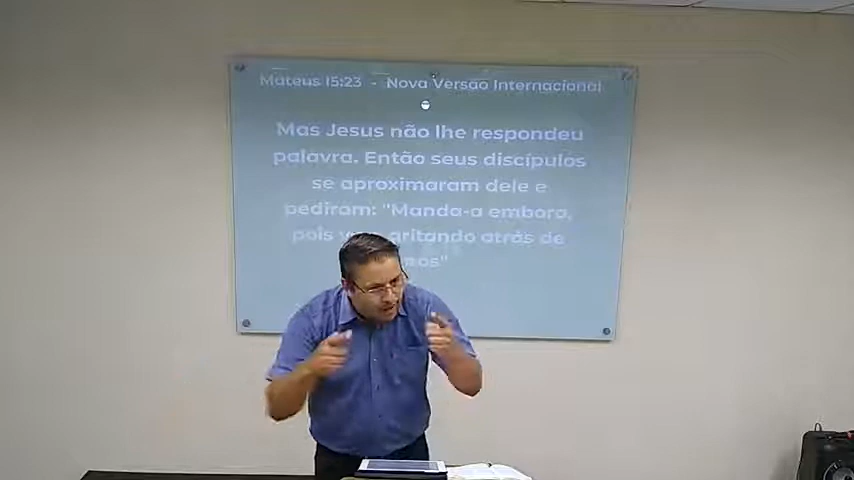 Mateus 15:23 - Nova Versão Internacional
Mas Jesus não lhe respondeu
palavra. Então seus discípulos
se aproximaram dele e
pediram: "Manda-a embora,
pois gritando atrás de